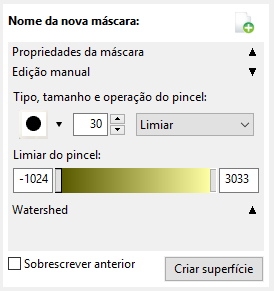 Nome da nova máscara:
Propriedades da máscara
Edição manual
Tipo, tamanho e operação do pincel:
30 Limiar
Limiar do pincel:
-1024 3033
Watershed
Sobrescrever anterior Criar superfície